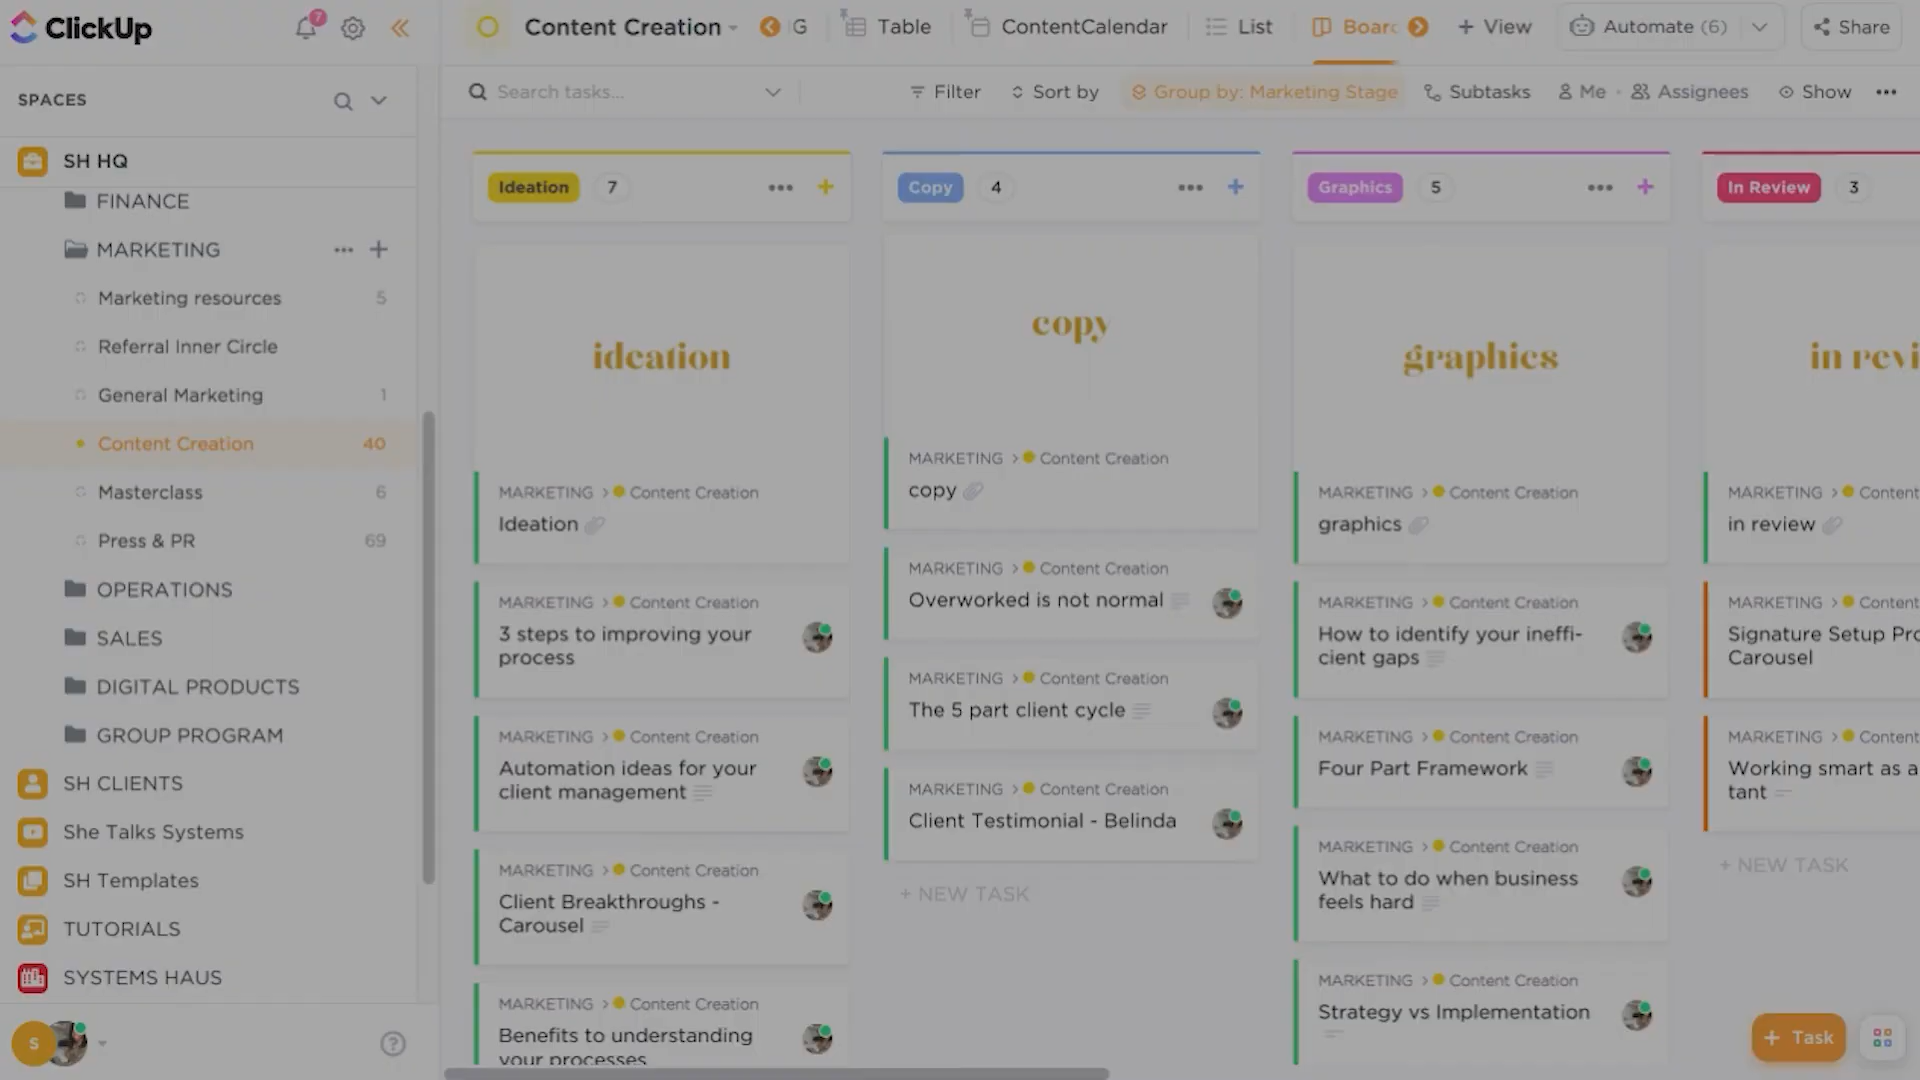 ClickUp
7
Content Creation
G
Table
ContentCalendar
List
Boar
+ View
Automate (6)
Share
SPACES
Search tasks...
Filter
Sort by
Group by: Marketing Stage
Subtasks
Me
Assignees
Show
SH HQ
FINANCE
MARKETING
Marketing resources 5
Referral Inner Circle
General Marketing 1
Content Creation 40
Masterclass 6
Press & PR 69
OPERATIONS
SALES
DIGITAL PRODUCTS
GROUP PROGRAM
SH CLIENTS
She Talks Systems
SH Templates
TUTORIALS
SYSTEMS HAUS
S
Ideation 7
ideation
MARKETING > Content Creation
Ideation
MARKETING > Content Creation
3 steps to improving your
process
MARKETING > Content Creation
Automation ideas for your
client management
MARKETING > Content Creation
Client Breakthroughs -
Carousel
MARKETING > Content Creation
Benefits to understanding
your processes
Copy 4
copy
MARKETING > Content Creation
copy
MARKETING > Content Creation
Overworked is not normal
MARKETING > Content Creation
The 5 part client cycle
MARKETING > Content Creation
Client Testimonial - Belinda
+ NEW TASK
Graphics 5
graphics
MARKETING > Content Creation
graphics
MARKETING > Content Creation
How to identify your ineffi-
cient gaps
MARKETING > Content Creation
Four Part Framework
MARKETING > Content Creation
What to do when business
feels hard
MARKETING > Content Creation
Strategy vs Implementation
In Review 3
in revi
MARKETING > Content
in review
MARKETING > Content
Signature Setup Pro
Carousel
MARKETING > Content
Working smart as a
tant
+ NEW TASK
+ Task